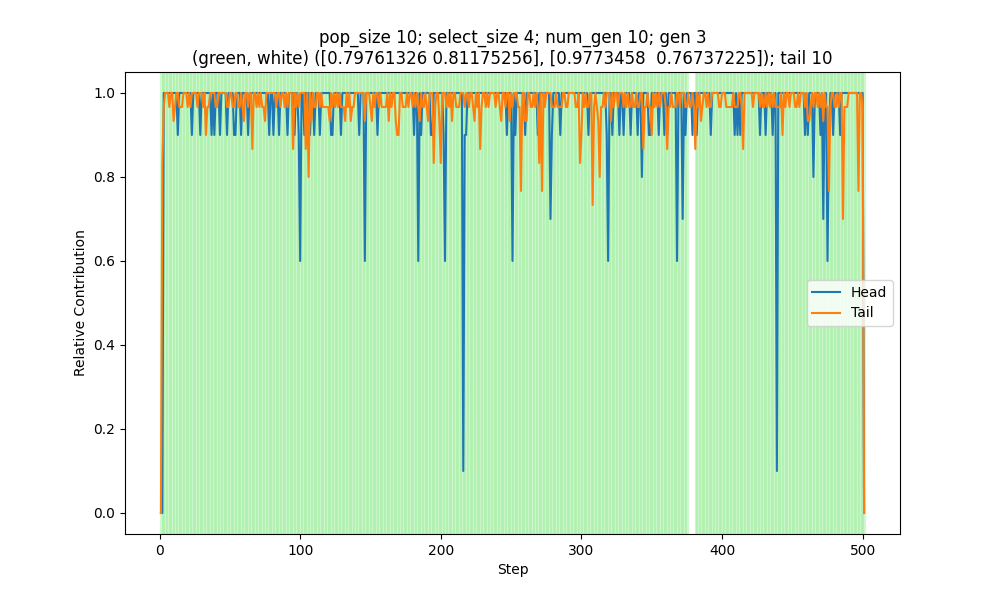 pop_size 10; select_size 4; num_gen 10; gen 3
(green, white) ([0.79761326 0.81175256], [0.9773458  0.76737225]); tail 10
1.0
0.8
0.6
0.4
0.2
0.0
Relative Contribution
Head
Tail
0
100
200
300
400
500
Step